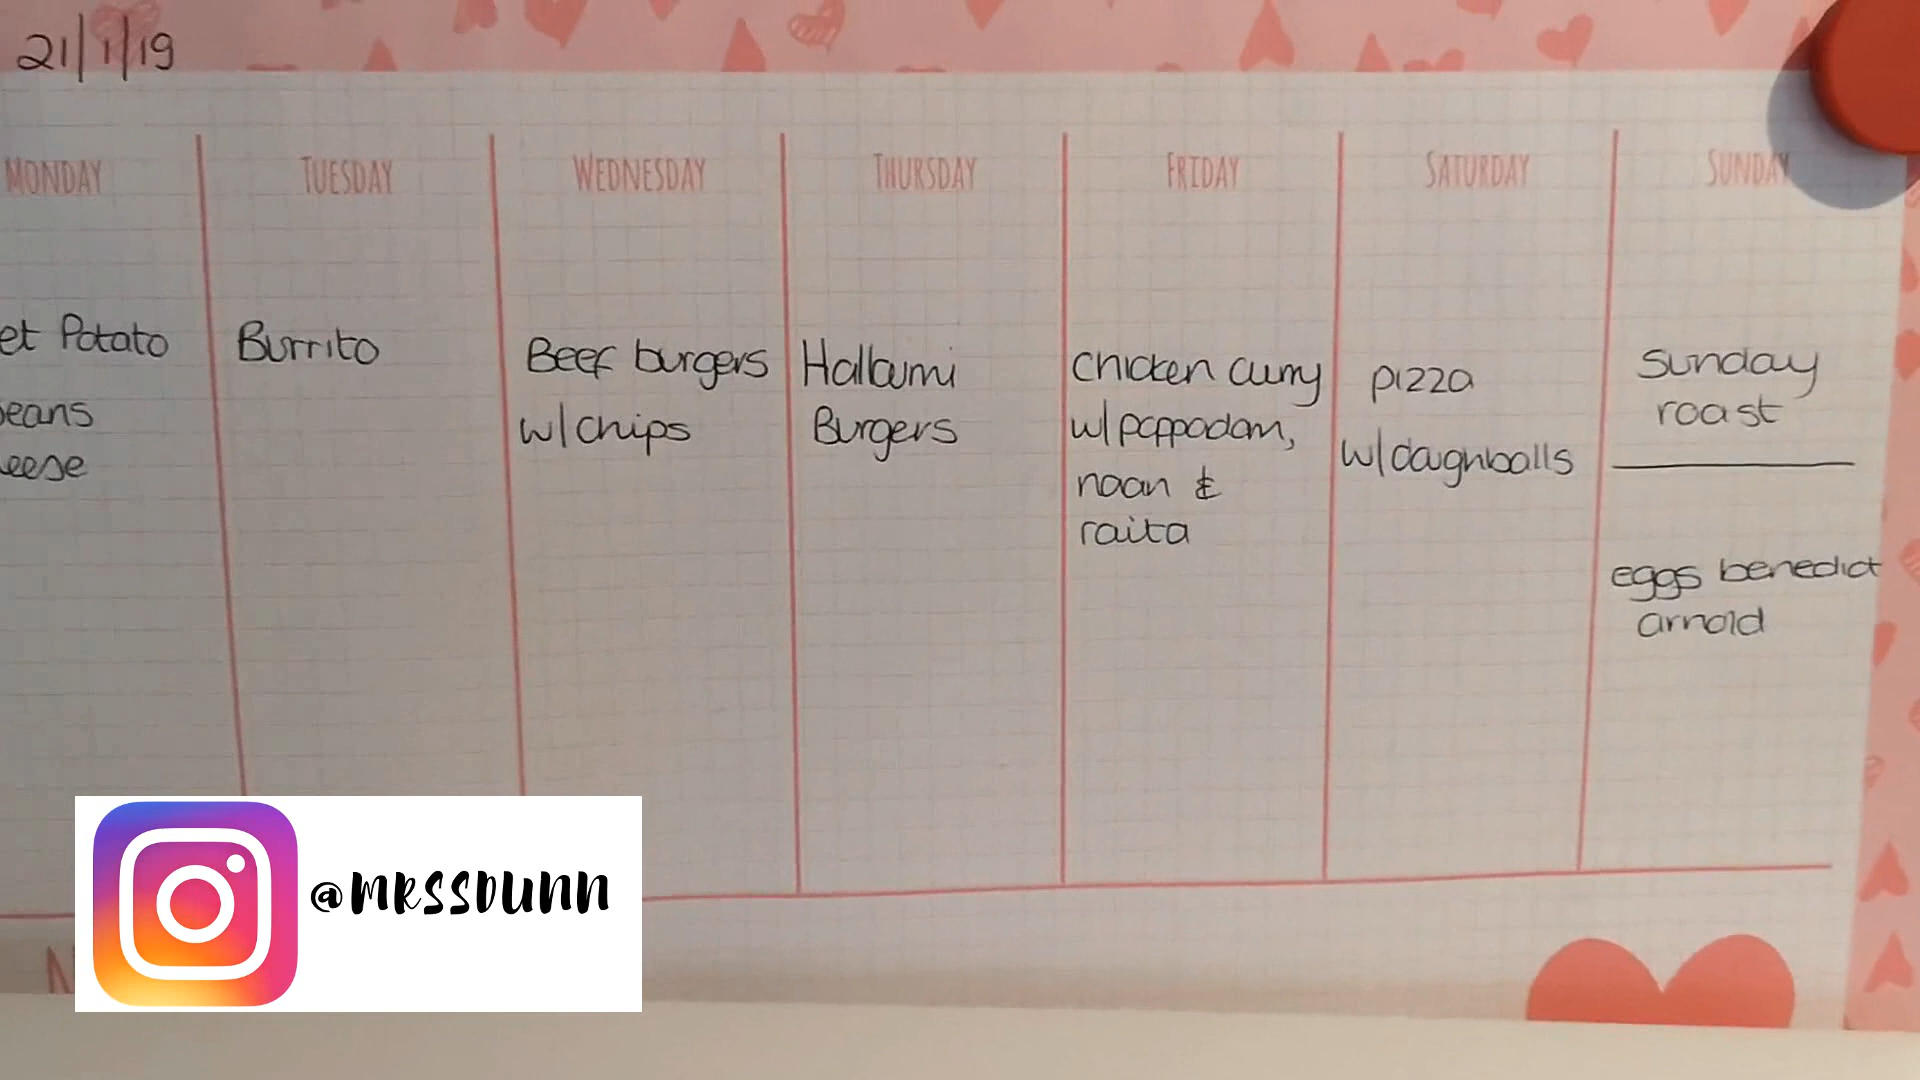 21/1/19
MONDAY
TUESDAY
WEDNESDAY
THURSDAY
FRIDAY
SATURDAY
SUNDAY
et Potato
eans
eese
Burrito
Beef burgers
w/chips
Halloumi
Burgers
chicken curry
w/poppodom,
naan &
raita
pizza
w/doughballs
Sunday
roast
eggs benedict
arnold
@MRSSDUNN